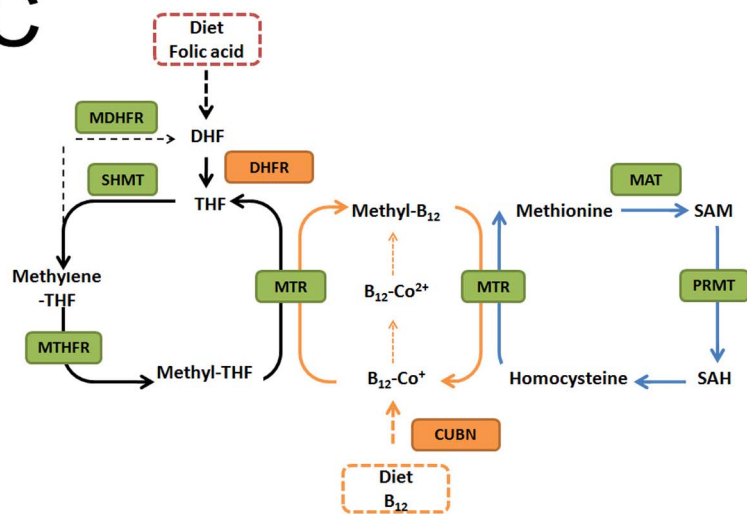 C
Diet
Folic acid
MDHFR
DHF
DHFR
SHMT
MAT
THF
Methyl-B₁₂
Methionine
SAM
Methylene
-THF
MTR
B₁₂-Co²⁺
MTR
PRMT
MTHFR
Methyl-THF
B₁₂-Co⁺
Homocysteine
SAH
CUBN
Diet
B₁₂